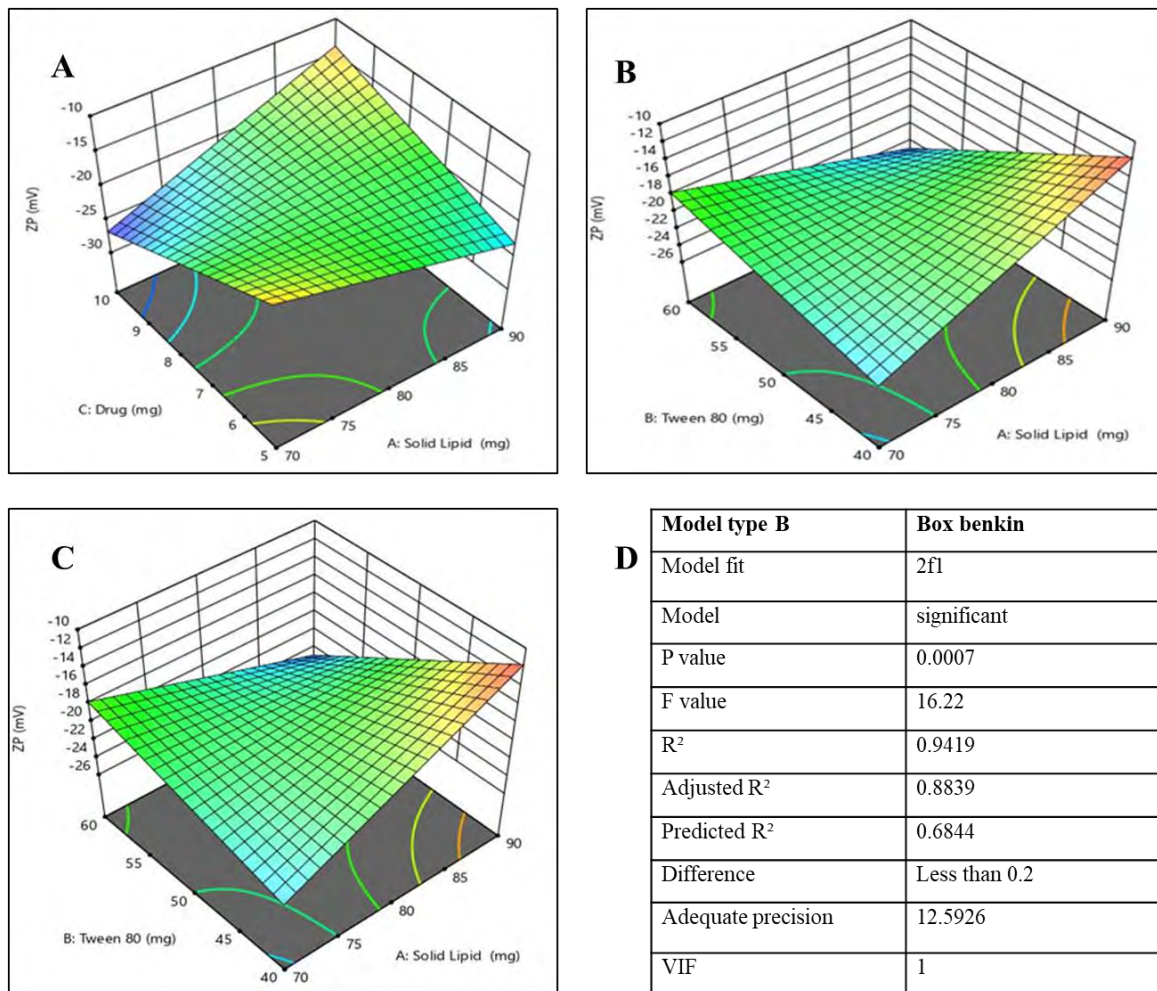 A
-10
-15
-20
-25
-30
ZP (mV)
10
9
8
7
6
5
C: Drug (mg)
70
75
80
85
90
A: Solid Lipid (mg)
B
-10
-12
-14
-16
-18
-20
-22
-24
-26
ZP (mV)
60
55
50
45
40
B: Tween 80 (mg)
70
75
80
85
90
A: Solid Lipid (mg)
C
-10
-12
-14
-16
-18
-20
-22
-24
-26
ZP (mV)
60
55
50
45
40
B: Tween 80 (mg)
70
75
80
85
90
A: Solid Lipid (mg)
D
Model type B Box benkin
Model fit 2f1
Model significant
P value 0.0007
F value 16.22
R² 0.9419
Adjusted R² 0.8839
Predicted R² 0.6844
Difference Less than 0.2
Adequate precision 12.5926
VIF 1